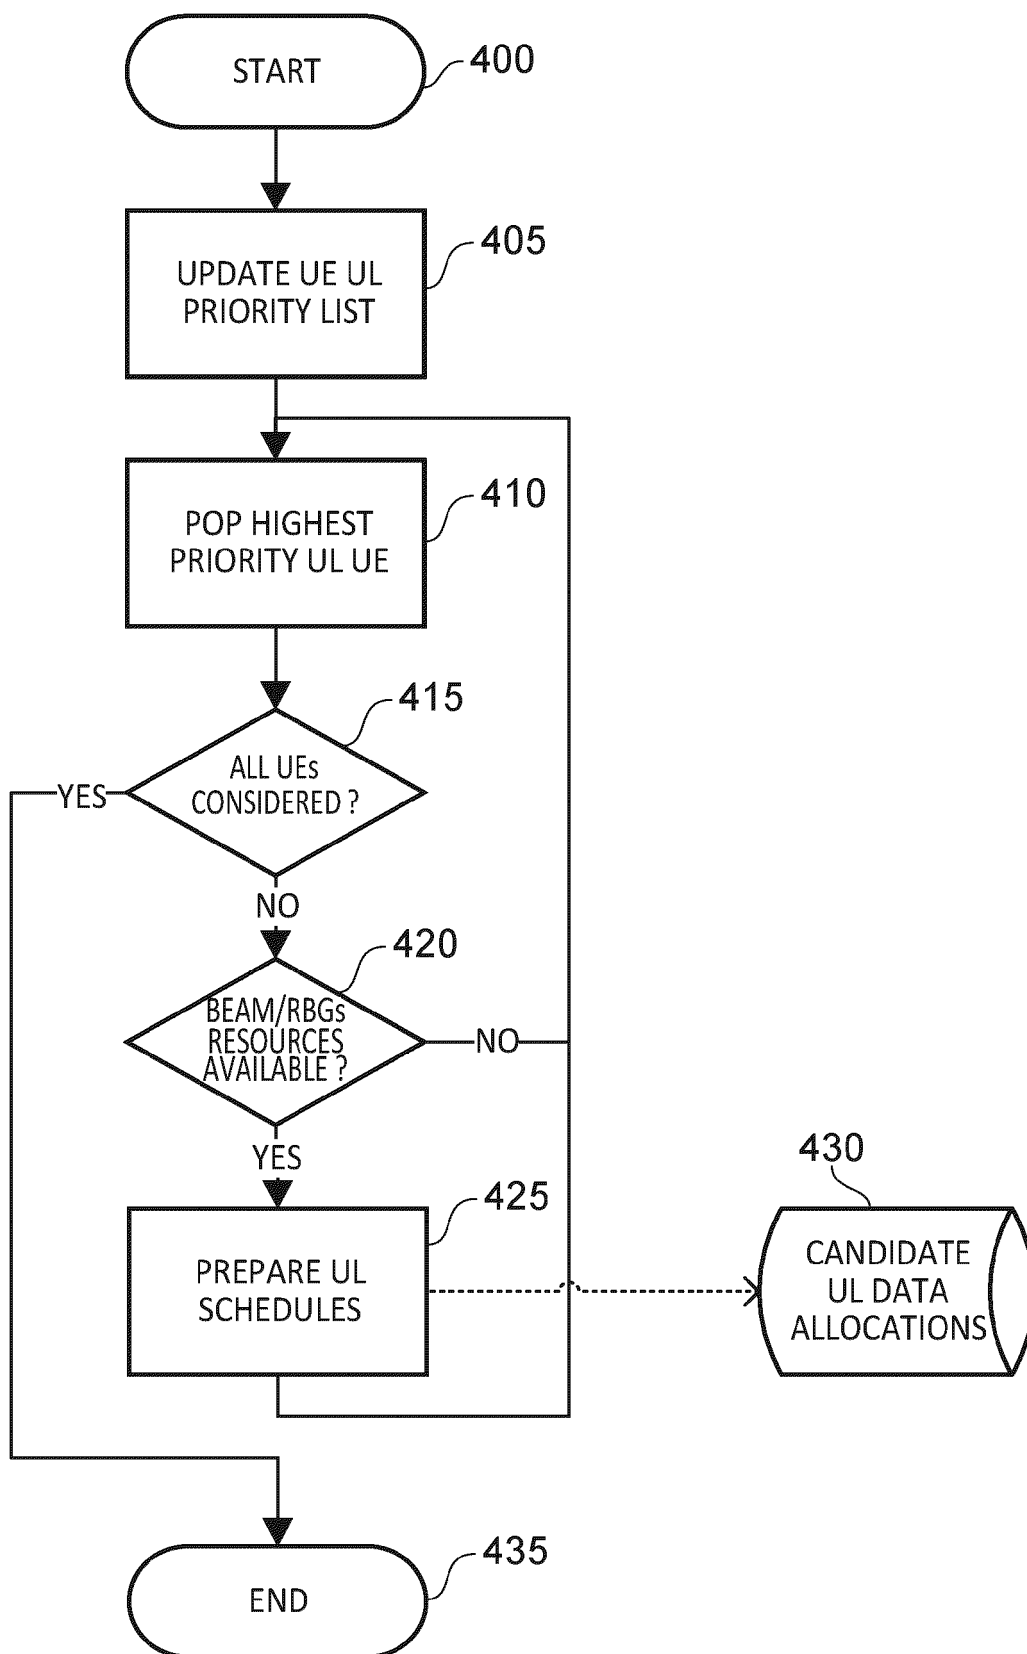 START
400
UPDATE UE UL
PRIORITY LIST
405
POP HIGHEST
PRIORITY UL UE
410
415
ALL UEs
CONSIDERED ?
YES
NO
420
BEAM/RBGs
RESOURCES
AVAILABLE ?
NO
YES
425
PREPARE UL
SCHEDULES
430
CANDIDATE
UL DATA
ALLOCATIONS
END
435